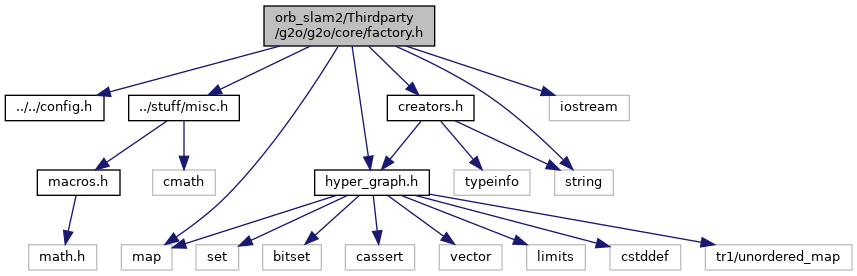 orb_slam2/Thirdparty
/g2o/g2o/core/factory.h
../../config.h
../stuff/misc.h
creators.h
iostream
macros.h
cmath
hyper_graph.h
typeinfo
string
math.h
map
set
bitset
cassert
vector
limits
cstddef
tr1/unordered_map